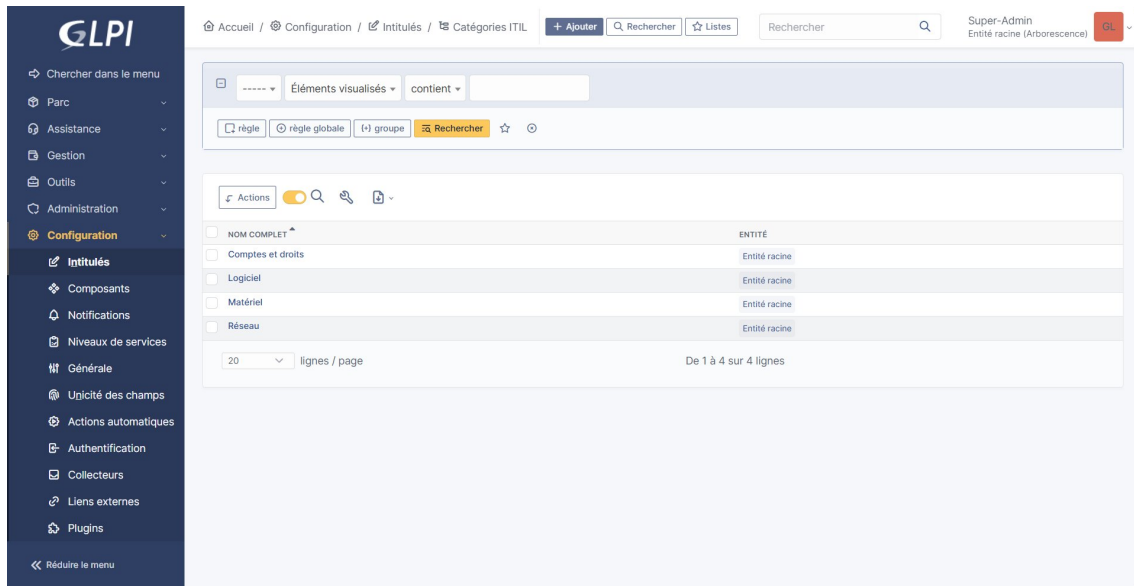 GLPI
Accueil / Configuration / Intitulés / Catégories ITIL
+ Ajouter
Rechercher
Listes
Rechercher
Super-Admin
Entité racine (Arborescence)
GL
Chercher dans le menu
Parc
Assistance
Gestion
Outils
Administration
Configuration
Intitulés
Composants
Notifications
Niveaux de services
Générale
Unicité des champs
Actions automatiques
Authentification
Collecteurs
Liens externes
Plugins
Réduire le menu
----- Éléments visualisés contient
règle règle globale (+) groupe Rechercher
Actions
NOM COMPLET ENTITÉ
Comptes et droits Entité racine
Logiciel Entité racine
Matériel Entité racine
Réseau Entité racine
20 lignes / page De 1 à 4 sur 4 lignes